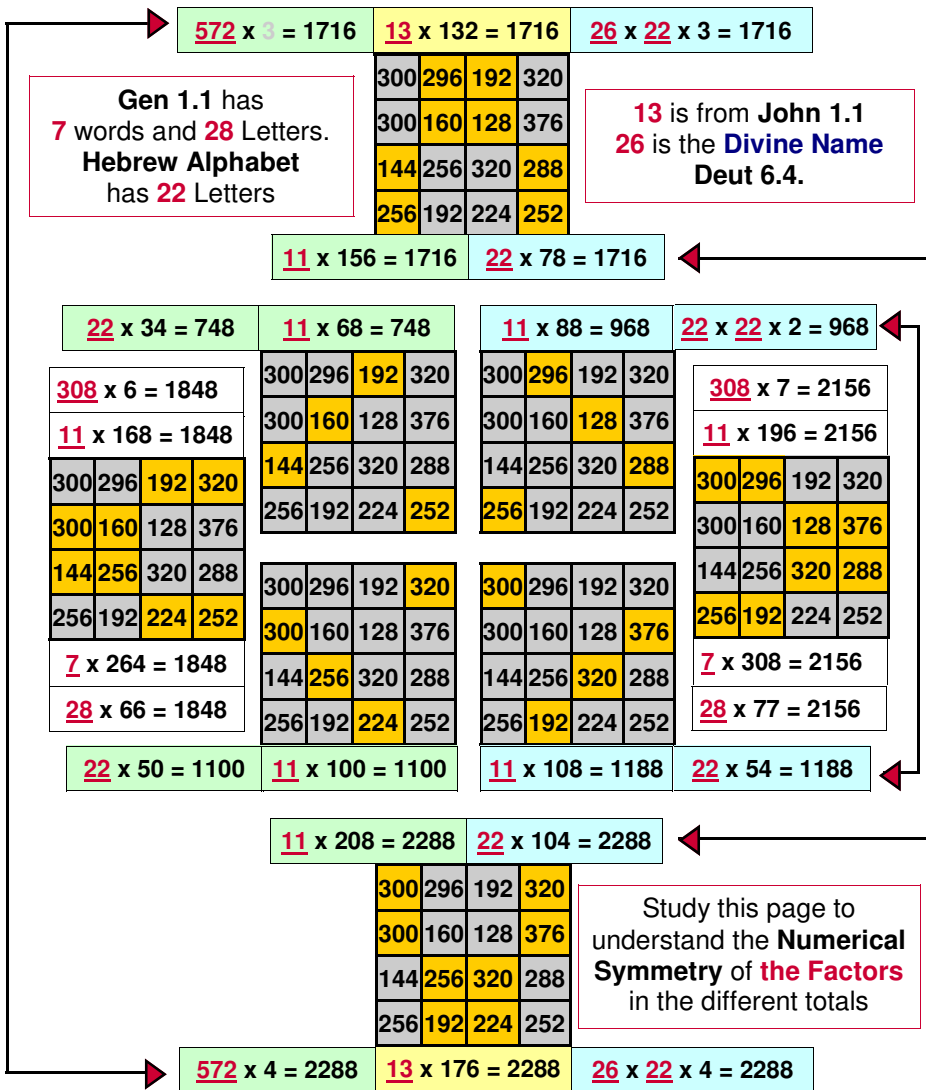 572 x 3 = 1716 13 x 132 = 1716 26 x 22 x 3 = 1716
300 296 192 320
300 160 128 376
144 256 320 288
256 192 224 252
Gen 1.1 has
7 words and 28 Letters.
Hebrew Alphabet
has 22 Letters
13 is from John 1.1
26 is the Divine Name
Deut 6.4.
11 x 156 = 1716 22 x 78 = 1716
22 x 34 = 748 11 x 68 = 748 11 x 88 = 968 22 x 22 x 2 = 968
308 x 6 = 1848
11 x 168 = 1848
300 296 192 320
300 160 128 376
144 256 320 288
256 192 224 252
7 x 264 = 1848
28 x 66 = 1848
300 296 192 320
300 160 128 376
144 256 320 288
256 192 224 252
300 296 192 320
300 160 128 376
144 256 320 288
256 192 224 252
308 x 7 = 2156
11 x 196 = 2156
300 296 192 320
300 160 128 376
144 256 320 288
256 192 224 252
7 x 308 = 2156
28 x 77 = 2156
300 296 192 320
300 160 128 376
144 256 320 288
256 192 224 252
300 296 192 320
300 160 128 376
144 256 320 288
256 192 224 252
22 x 50 = 1100 11 x 100 = 1100 11 x 108 = 1188 22 x 54 = 1188
11 x 208 = 2288 22 x 104 = 2288
300 296 192 320
300 160 128 376
144 256 320 288
256 192 224 252
Study this page to
understand the Numerical
Symmetry of the Factors
in the different totals
572 x 4 = 2288 13 x 176 = 2288 26 x 22 x 4 = 2288